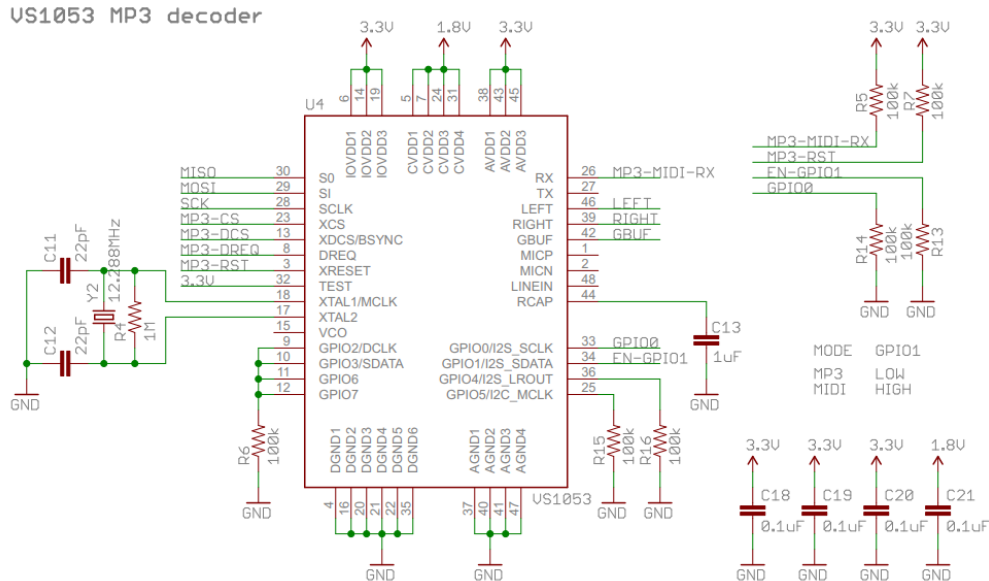 VS1053 MP3 decoder
3.3V 1.8V 3.3V
3.3V 3.3V
6 14 19 5 7 24 31 38 43 45
U4
IOVDD1 IOVDD2 IOVDD3 CVDD1 CVDD2 CVDD3 CVDD4 AVDD1 AVDD2 AVDD3
R5 100k R7 100k
MP3-MIDI-RX
MP3-RST
EN-GPIO1
GPIO0
R14 100k 100k R13
GND GND
MISO 30 SO
MOSI 29 SI
SCK 28 SCLK
MP3-CS 23 XCS
MP3-DCS 13 XDCS/BSYNC
MP3-DREQ 8 DREQ
MP3-RST 3 XRESET
3.3V 32 TEST
18 XTAL1/MCLK
17 XTAL2
15 VCO
9 GPIO2/DCLK
10 GPIO3/SDATA
11 GPIO6
12 GPIO7
RX 26 MP3-MIDI-RX
TX 27
LEFT 46 LEFT
RIGHT 39 RIGHT
GBUF 42 GBUF
MICP 1
MICN 2
LINEIN 48
RCAP 44
GPIO0/I2S_SCLK 33 GPIO0
GPIO1/I2S_SDATA 34 EN-GPIO1
GPIO4/I2S_LROUT 36
GPIO5/I2C_MCLK 25
C11 22pF
Y2 12.288MHz
R4 1M
C12 22pF
GND
C13
1uF
GND
MODE GPIO1
MP3 LOW
MIDI HIGH
R6 100k
GND
R15 100k R16 100k
GND GND
DGND1 DGND2 DGND3 DGND4 DGND5 DGND6 AGND1 AGND2 AGND3 AGND4
VS1053
4 16 20 21 22 35 37 40 41 47
GND GND
3.3V 3.3V 3.3V 1.8V
C18 C19 C20 C21
0.1uF 0.1uF 0.1uF 0.1uF
GND GND GND GND